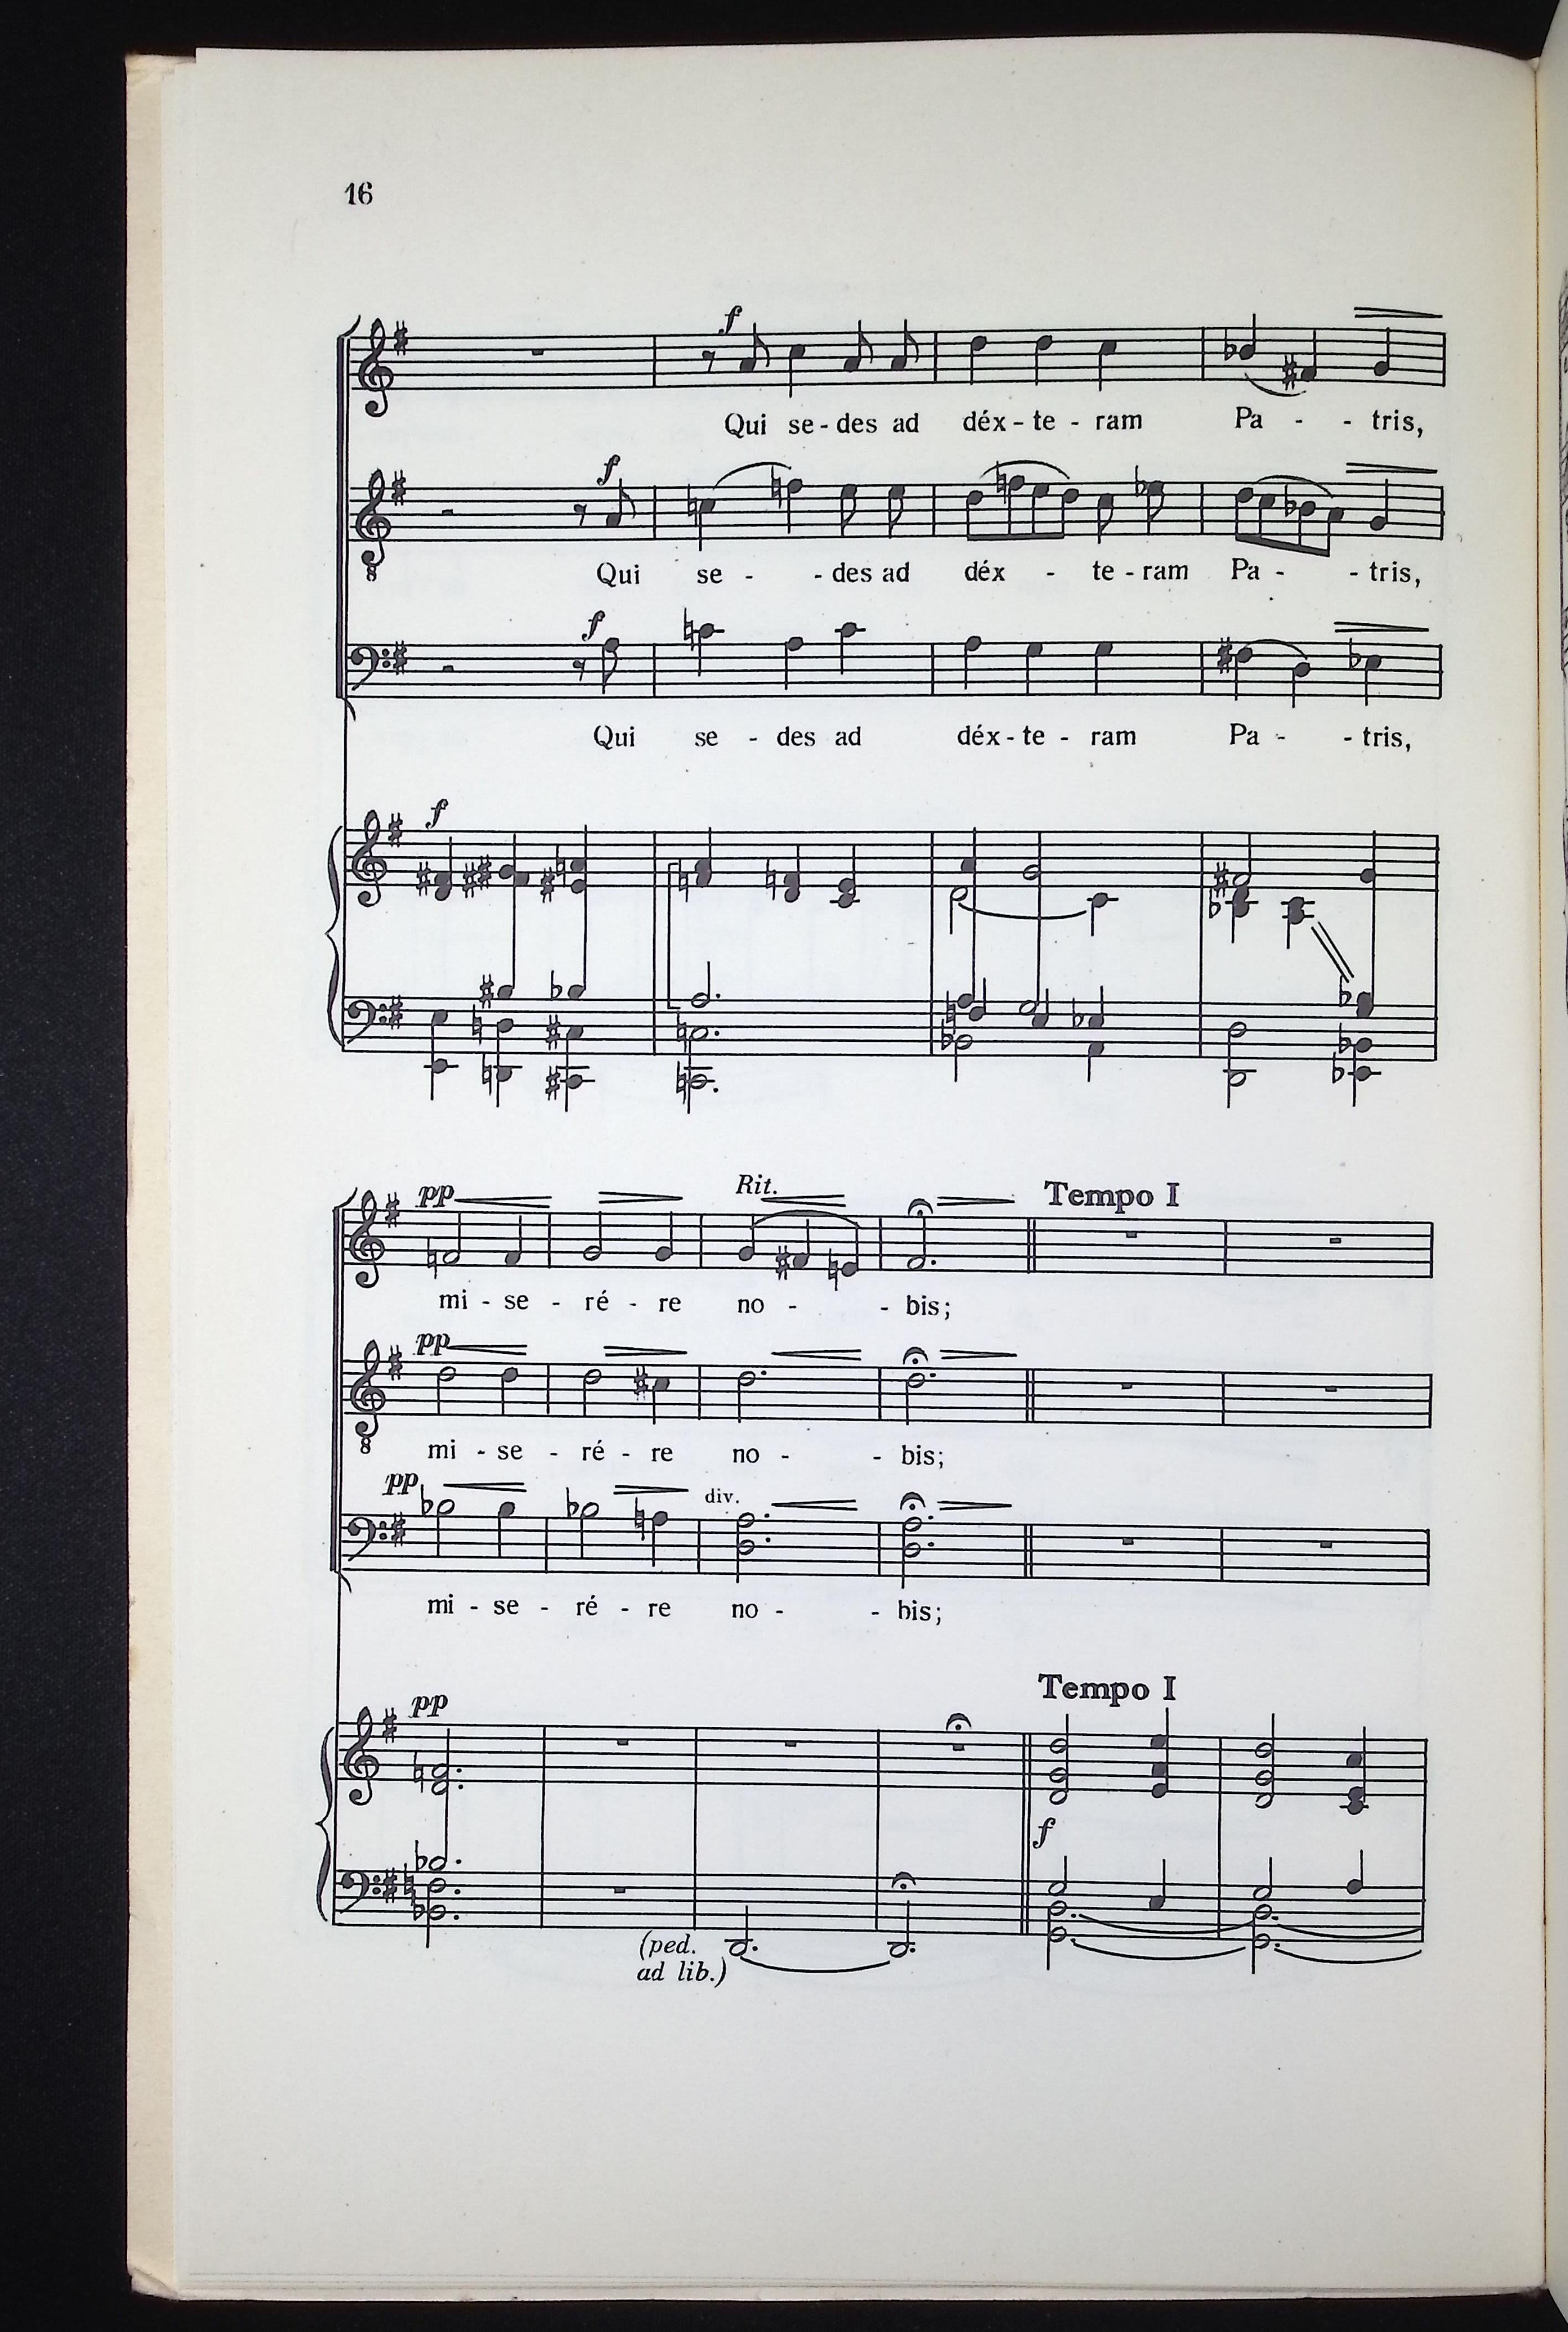 16
f
Qui se - des ad déx - te - ram Pa - - tris,
f
8
Qui se - - des ad déx - te - ram Pa - - tris,
f
Qui se - des ad déx - te - ram Pa - - tris,
f
pp Rit. Tempo I
mi - se - ré - re no - - bis;
pp
8
mi - se - ré - re no - - bis;
pp div.
mi - se - ré - re no - - bis;
Tempo I
pp
f
(ped.
ad lib.)